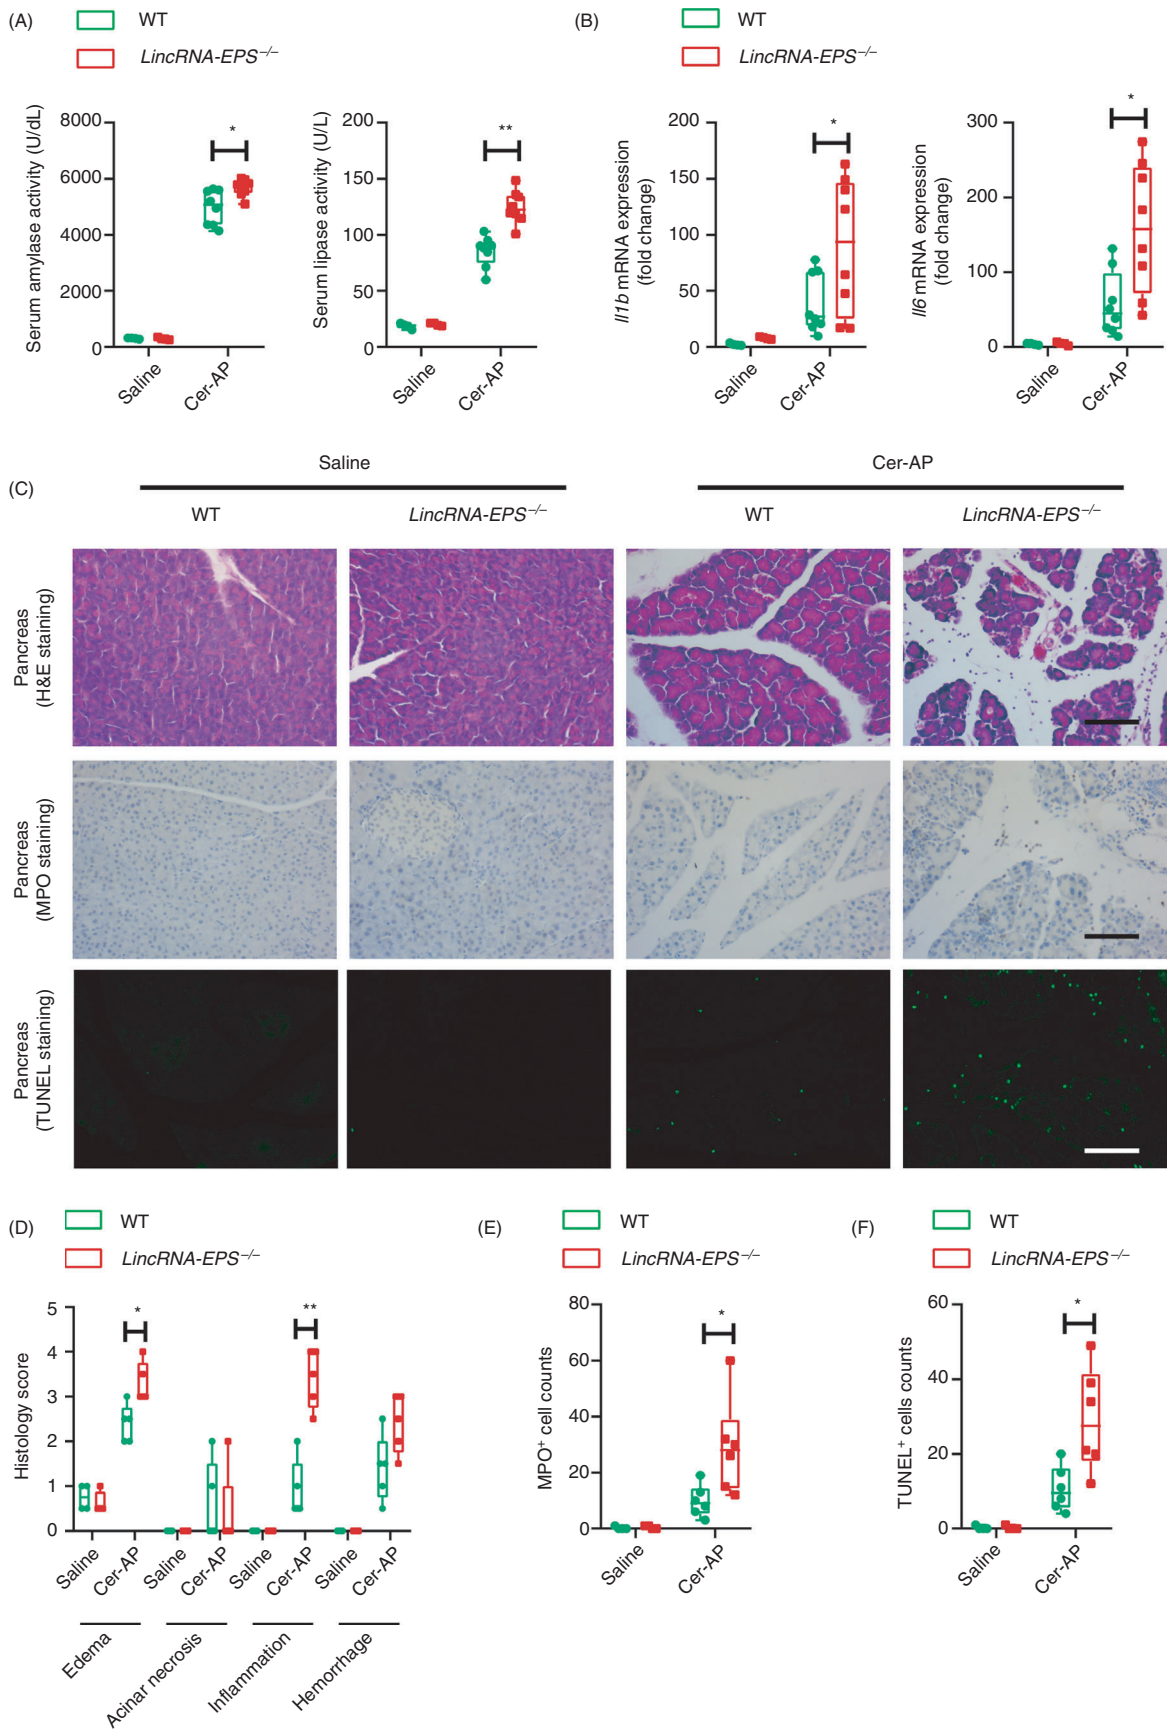 (A)
WT
LincRNA-EPS−/−
Serum amylase activity (U/dL)
8000
6000
4000
2000
0
*
Saline
Cer-AP
Serum lipase activity (U/L)
200
150
100
50
0
**
Saline
Cer-AP
(B)
WT
LincRNA-EPS−/−
Il1b mRNA expression
(fold change)
200
150
100
50
0
*
Saline
Cer-AP
Il6 mRNA expression
(fold change)
300
200
100
0
*
Saline
Cer-AP
(C)
Saline
Cer-AP
WT
LincRNA-EPS−/−
WT
LincRNA-EPS−/−
Pancreas
(H&E staining)
Pancreas
(MPO staining)
Pancreas
(TUNEL staining)
(D)
WT
LincRNA-EPS−/−
Histology score
5
4
3
2
1
0
*
**
Saline
Cer-AP
Saline
Cer-AP
Saline
Cer-AP
Saline
Cer-AP
Edema
Acinar necrosis
Inflammation
Hemorrhage
(E)
WT
LincRNA-EPS−/−
MPO+ cell counts
80
60
40
20
0
*
Saline
Cer-AP
(F)
WT
LincRNA-EPS−/−
TUNEL+ cells counts
60
40
20
0
*
Saline
Cer-AP